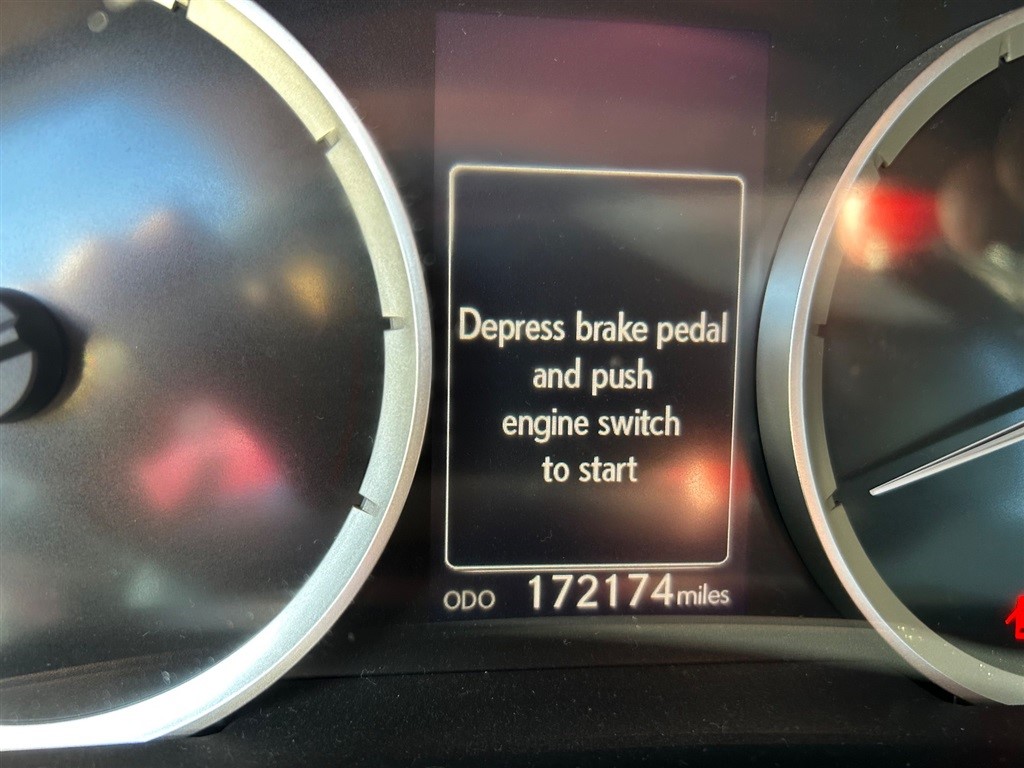 Depress brake pedal
and push
engine switch
to start
ODO 172174 miles